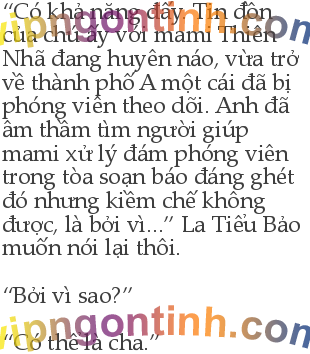 “Có khả năng đấy. Tin đồn
của chú ấy với mami Thiên
Nhã đang huyên náo, vừa trở
về thành phố A một cái đã bị
phóng viên theo dõi. Anh đã
âm thầm tìm người giúp
mami xử lý đám phóng viên
trong tòa soạn báo đáng ghét
đó nhưng kiềm chế không
được, là bởi vì...” La Tiểu Bảo
muốn nói lại thôi.
“Bởi vì sao?”
“Có thể là cha.”
vipngontinh.com
vipngontinh.com